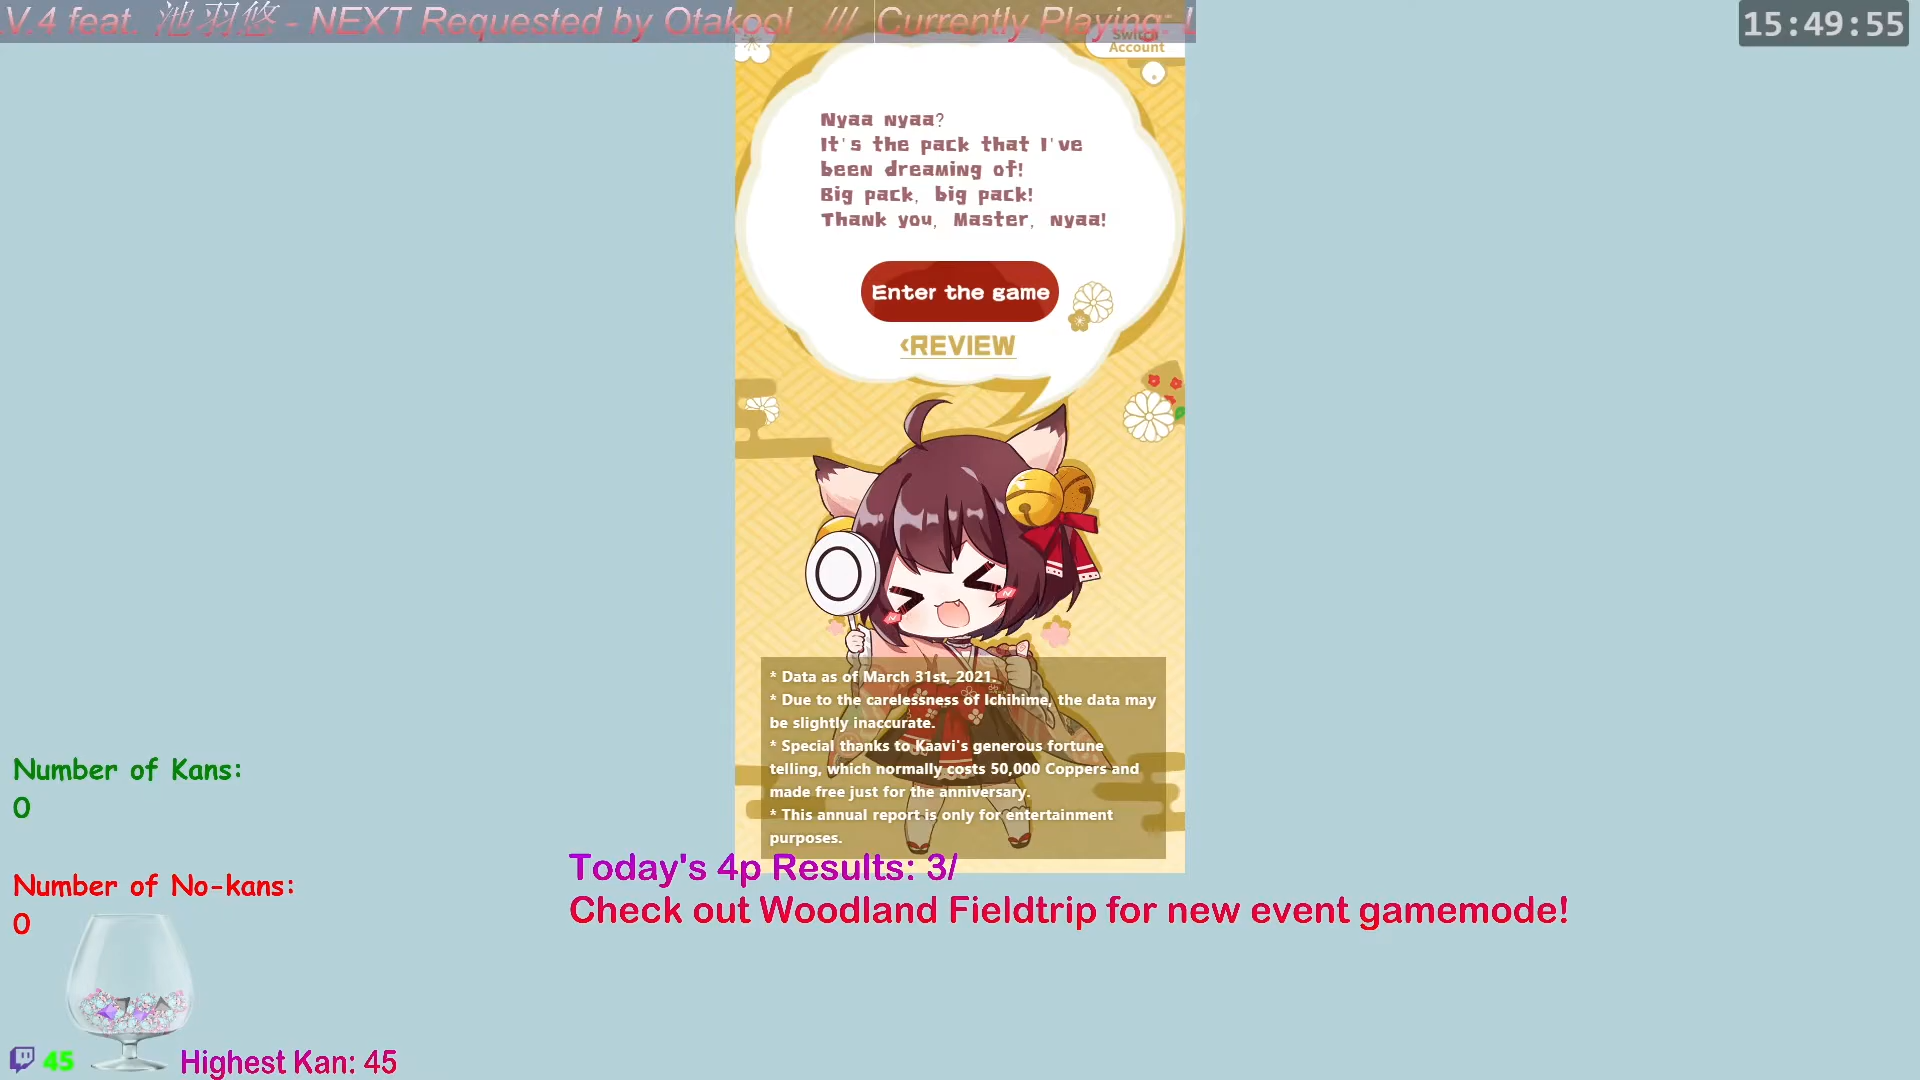 V.4 feat. 池羽悠 - NEXT Requested by Otakool /// Currently Playing: L
15:49:55
Switch
Account
Nyaa nyaa?
It's the pack that I've
been dreaming of!
Big pack, big pack!
Thank you, Master, nyaa!
Enter the game
‹REVIEW
* Data as of March 31st, 2021.
* Due to the carelessness of Ichihime, the data may
be slightly inaccurate.
* Special thanks to Kaavi's generous fortune
telling, which normally costs 50,000 Coppers and
made free just for the anniversary.
* This annual report is only for entertainment
purposes.
Number of Kans:
0
Number of No-kans:
0
Today's 4p Results: 3/
Check out Woodland Fieldtrip for new event gamemode!
45
Highest Kan: 45